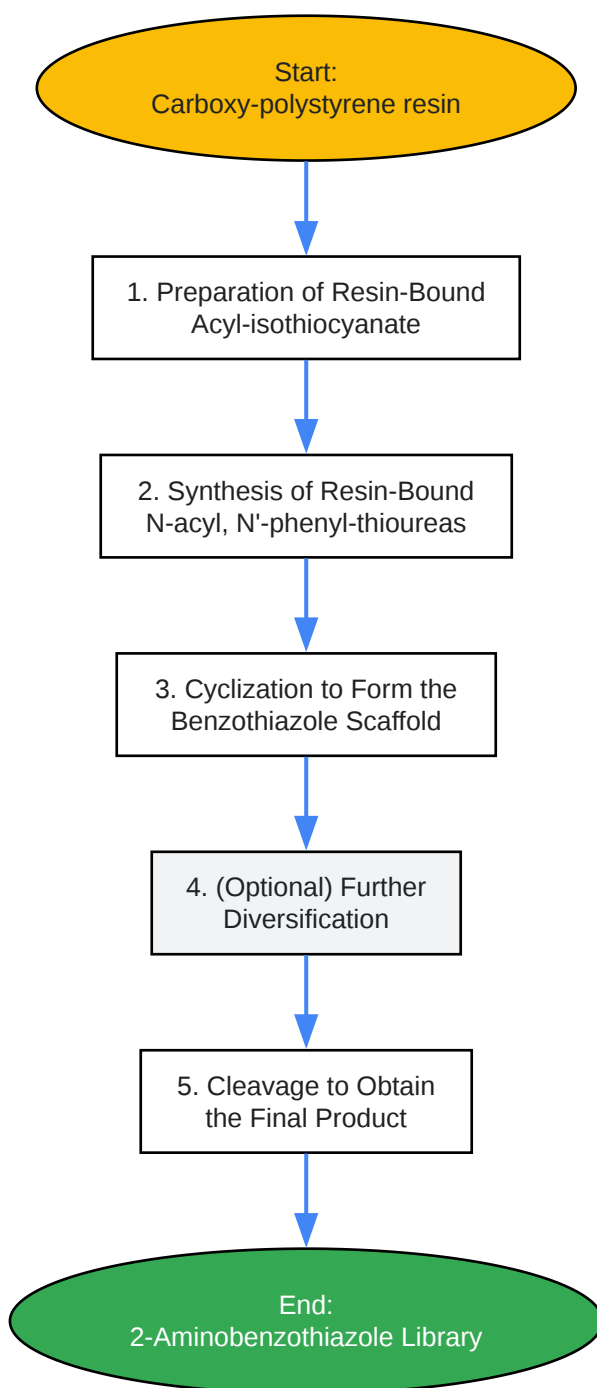 Start:
Carboxy-polystyrene resin
1. Preparation of Resin-Bound
Acyl-isothiocyanate
2. Synthesis of Resin-Bound
N-acyl, N'-phenyl-thioureas
3. Cyclization to Form the
Benzothiazole Scaffold
4. (Optional) Further
Diversification
5. Cleavage to Obtain
the Final Product
End:
2-Aminobenzothiazole Library